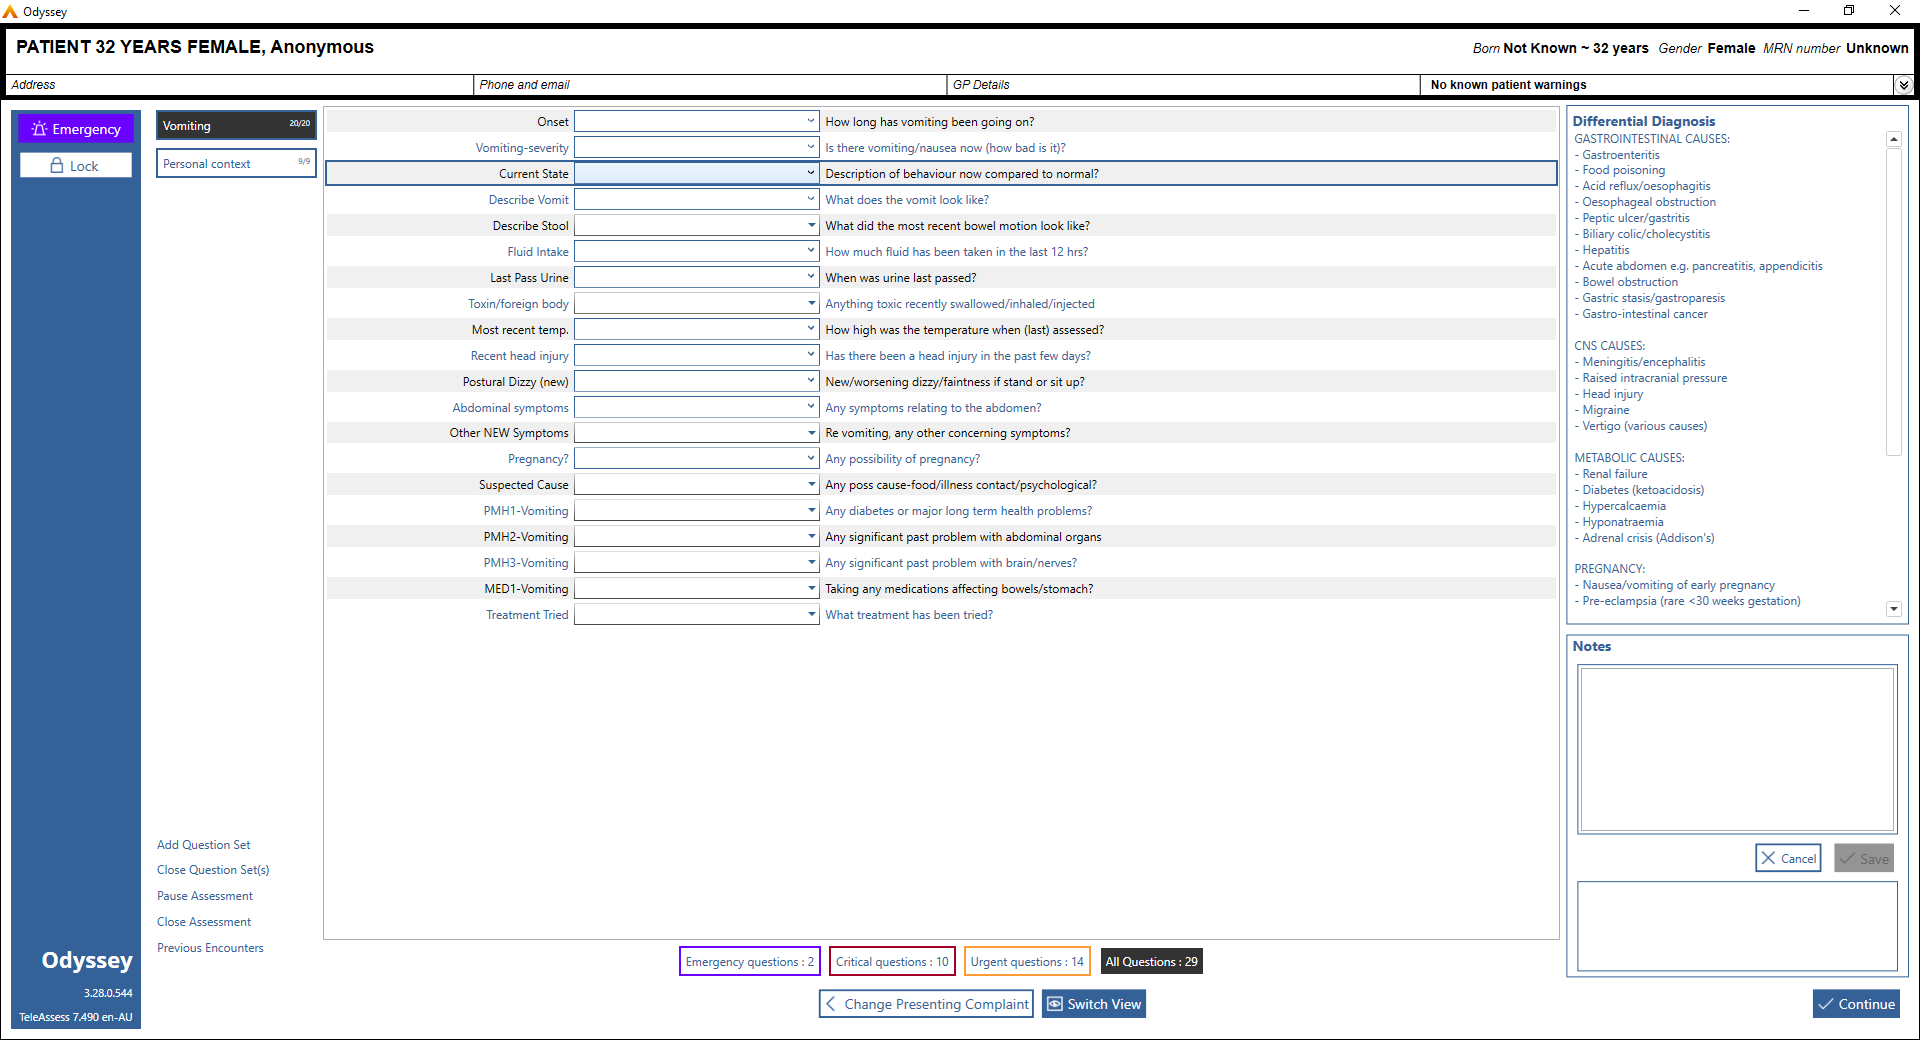 Odyssey
PATIENT 32 YEARS FEMALE, Anonymous
Born Not Known ~ 32 years Gender Female MRN number Unknown
Address
Phone and email
GP Details
No known patient warnings
Emergency
Lock
Vomiting 20/20
Personal context 9/9
Onset How long has vomiting been going on?
Vomiting-severity Is there vomiting/nausea now (how bad is it)?
Current State Description of behaviour now compared to normal?
Describe Vomit What does the vomit look like?
Describe Stool What did the most recent bowel motion look like?
Fluid Intake How much fluid has been taken in the last 12 hrs?
Last Pass Urine When was urine last passed?
Toxin/foreign body Anything toxic recently swallowed/inhaled/injected
Most recent temp. How high was the temperature when (last) assessed?
Recent head injury Has there been a head injury in the past few days?
Postural Dizzy (new) New/worsening dizzy/faintness if stand or sit up?
Abdominal symptoms Any symptoms relating to the abdomen?
Other NEW Symptoms Re vomiting, any other concerning symptoms?
Pregnancy? Any possibility of pregnancy?
Suspected Cause Any poss cause-food/illness contact/psychological?
PMH1-Vomiting Any diabetes or major long term health problems?
PMH2-Vomiting Any significant past problem with abdominal organs
PMH3-Vomiting Any significant past problem with brain/nerves?
MED1-Vomiting Taking any medications affecting bowels/stomach?
Treatment Tried What treatment has been tried?
Differential Diagnosis
GASTROINTESTINAL CAUSES:
- Gastroenteritis
- Food poisoning
- Acid reflux/oesophagitis
- Oesophageal obstruction
- Peptic ulcer/gastritis
- Biliary colic/cholecystitis
- Hepatitis
- Acute abdomen e.g. pancreatitis, appendicitis
- Bowel obstruction
- Gastric stasis/gastroparesis
- Gastro-intestinal cancer
CNS CAUSES:
- Meningitis/encephalitis
- Raised intracranial pressure
- Head injury
- Migraine
- Vertigo (various causes)
METABOLIC CAUSES:
- Renal failure
- Diabetes (ketoacidosis)
- Hypercalcaemia
- Hyponatraemia
- Adrenal crisis (Addison's)
PREGNANCY:
- Nausea/vomiting of early pregnancy
- Pre-eclampsia (rare <30 weeks gestation)
Notes
Cancel
Save
Add Question Set
Close Question Set(s)
Pause Assessment
Close Assessment
Previous Encounters
Odyssey
3.28.0.544
TeleAssess 7.490 en-AU
Emergency questions : 2
Critical questions : 10
Urgent questions : 14
All Questions : 29
Change Presenting Complaint
Switch View
Continue